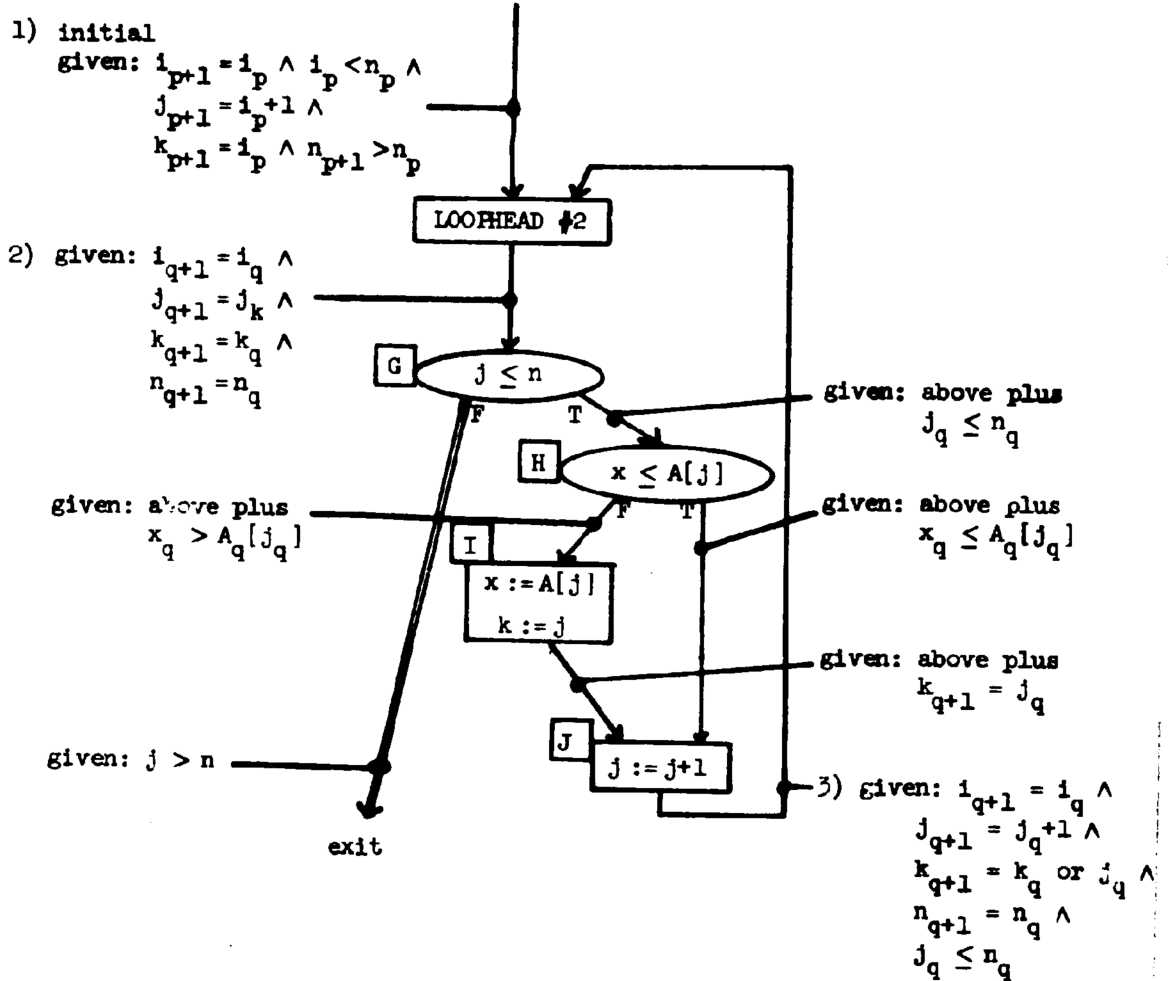 1) initial
given: i_{p+1} = i_p ∧ i_p < n_p ∧
j_{p+1} = i_p+1 ∧
k_{p+1} = i_p ∧ n_{p+1} > n_p
LOOPHEAD #2
2) given: i_{q+1} = i_q ∧
j_{q+1} = j_k ∧
k_{q+1} = k_q ∧
n_{q+1} = n_q
G
j ≤ n
F T
given: above plus
j_q ≤ n_q
H
x ≤ A[j]
F T
given: above plus
x_q > A_q[j_q]
given: above plus
x_q ≤ A_q[j_q]
I
x := A[j]
k := j
given: above plus
k_{q+1} = j_q
J
j := j+1
given: j > n
exit
3) given: i_{q+1} = i_q ∧
j_{q+1} = j_q+1 ∧
k_{q+1} = k_q or j_q ∧
n_{q+1} = n_q ∧
j_q ≤ n_q